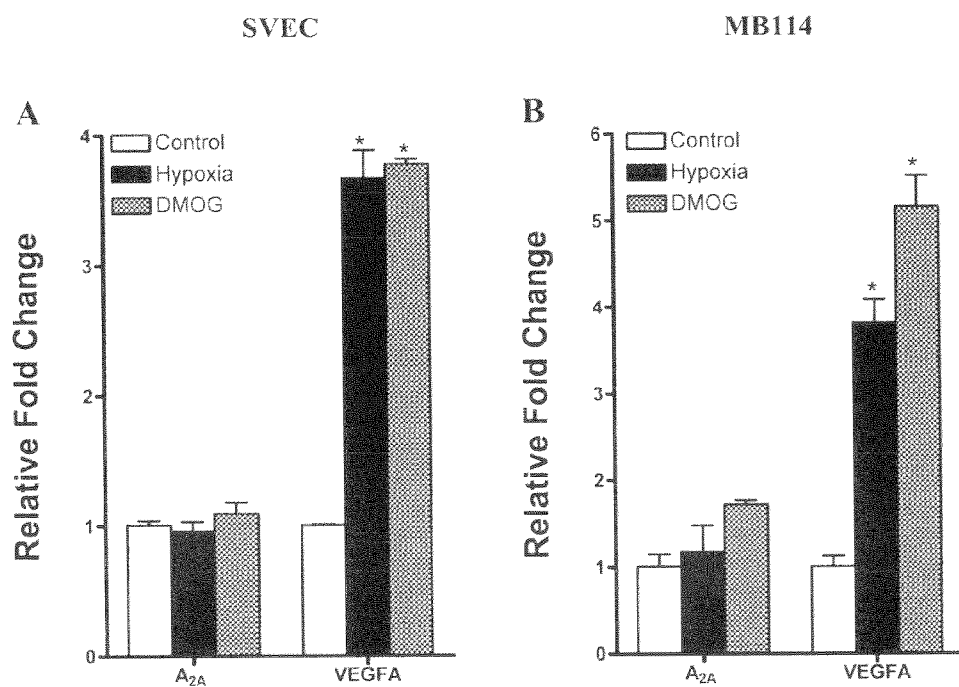 SVEC
MB114
A
Control
Hypoxia
DMOG
Relative Fold Change
4
3
2
1
0
*
*
A2A
VEGFA
B
Control
Hypoxia
DMOG
Relative Fold Change
6
5
4
3
2
1
0
*
*
A2A
VEGFA